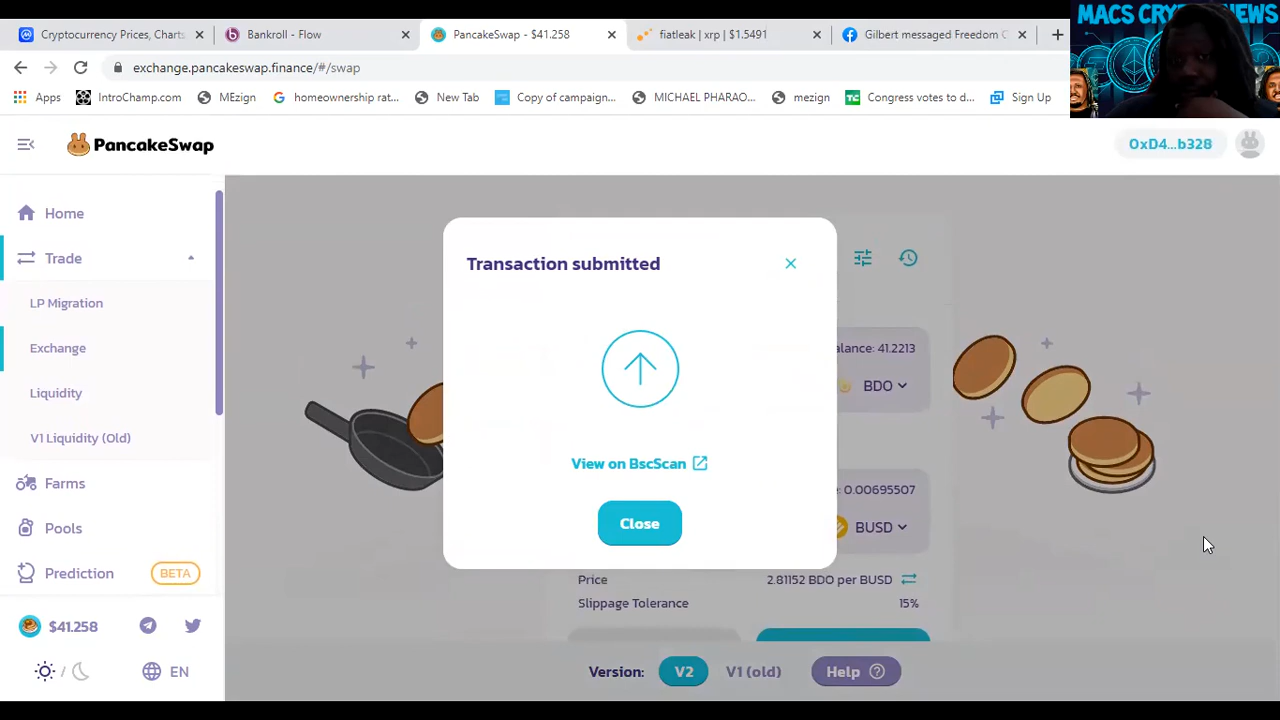 MACS CRY NEWS
Cryptocurrency Prices, Charts
Bankroll - Flow
PancakeSwap - $41.258
fiatleak | xrp | $1.5491
Gilbert messaged Freedom C
exchange.pancakeswap.finance/#/swap
Apps
IntroChamp.com
MEzign
homeownership rat...
New Tab
Copy of campaign...
MICHAEL PHARAO...
mezign
Congress votes to d...
Sign Up
PancakeSwap
0xD4...b328
Home
Trade
LP Migration
Exchange
Liquidity
V1 Liquidity (Old)
Farms
Pools
Prediction
BETA
$41.258
EN
Transaction submitted
View on BscScan
Close
alance: 41.2213
BDO
: 0.00695507
BUSD
Price
2.81152 BDO per BUSD
Slippage Tolerance
15%
Version:
V2
V1 (old)
Help